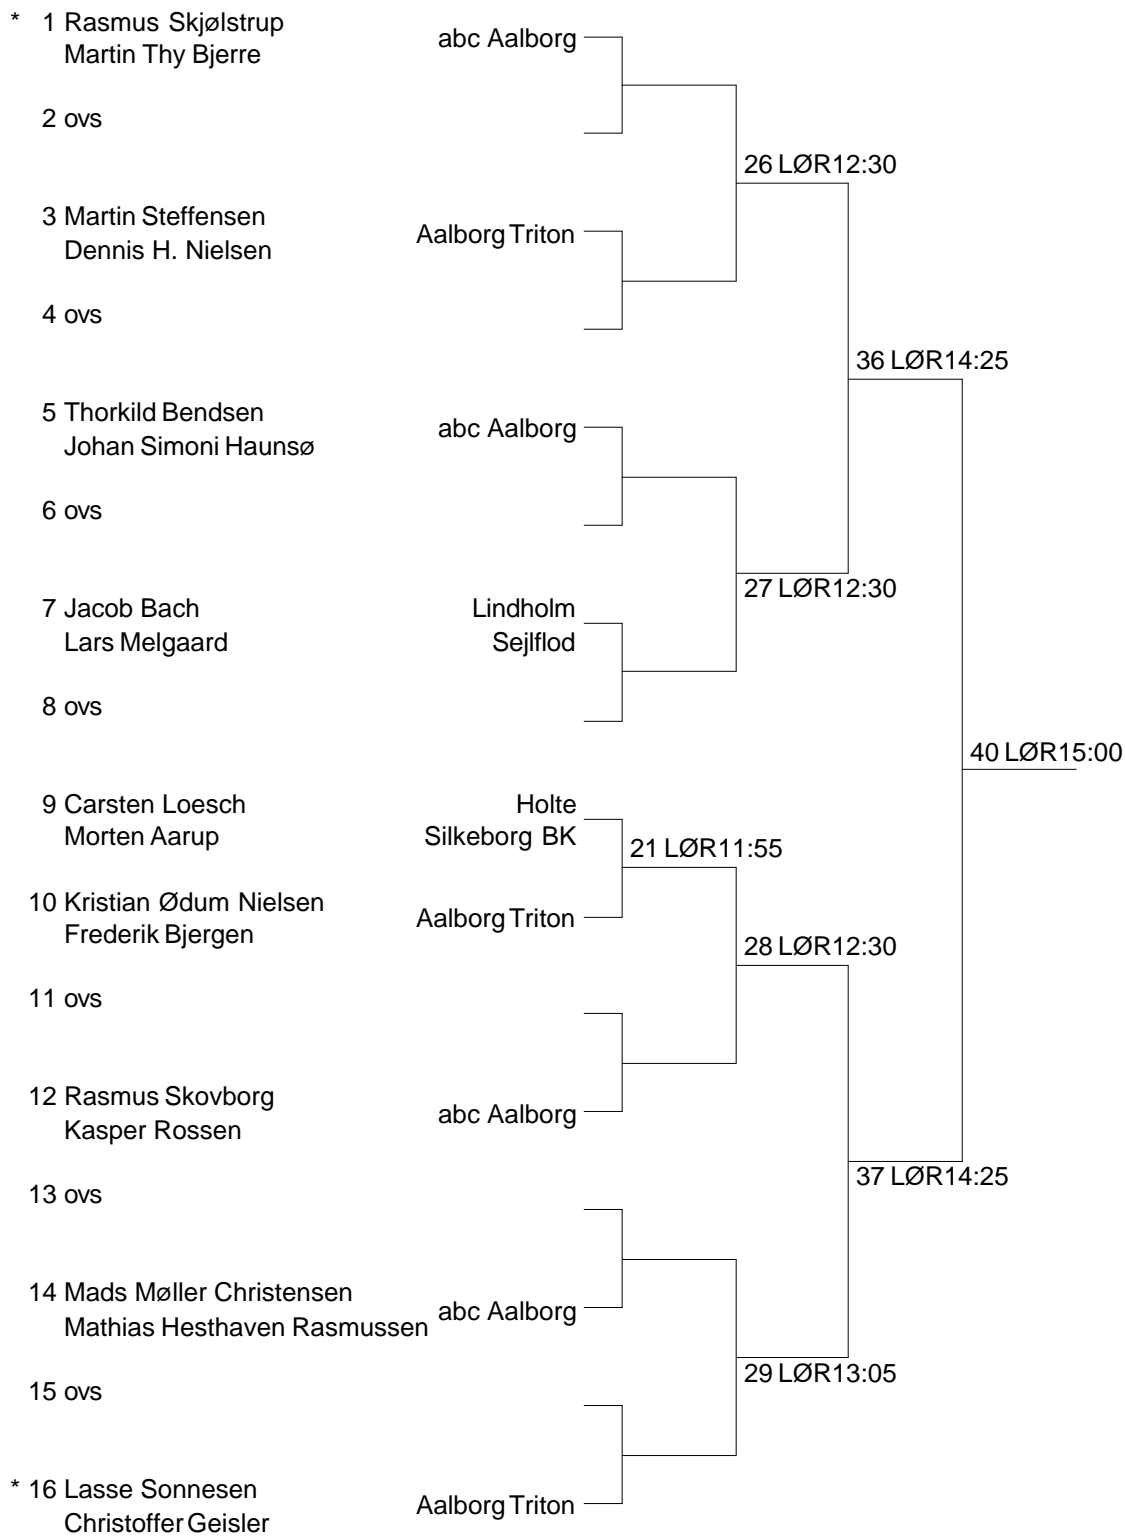 * 1 Rasmus Skjølstrup abc Aalborg
Martin Thy Bjerre
2 ovs
26 LØR12:30
3 Martin Steffensen Aalborg Triton
Dennis H. Nielsen
4 ovs
36 LØR14:25
5 Thorkild Bendsen abc Aalborg
Johan Simoni Haunsø
6 ovs
27 LØR12:30
7 Jacob Bach Lindholm
Lars Melgaard Sejlflod
8 ovs
40 LØR15:00
9 Carsten Loesch Holte
Morten Aarup Silkeborg BK
21 LØR11:55
10 Kristian Ødum Nielsen Aalborg Triton
Frederik Bjergen
28 LØR12:30
11 ovs
12 Rasmus Skovborg abc Aalborg
Kasper Rossen
37 LØR14:25
13 ovs
14 Mads Møller Christensen abc Aalborg
Mathias Hesthaven Rasmussen
29 LØR13:05
15 ovs
* 16 Lasse Sonnesen Aalborg Triton
Christoffer Geisler